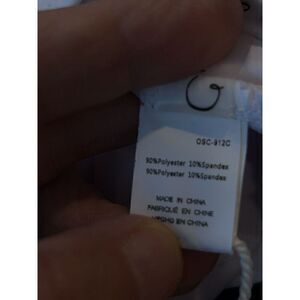 OSC-912C
90%Polyester 10%Spandex
90%Polyester 10%Spandex
MADE IN CHINA
FABRIQUÉ EN CHINE
HECHO EN CHINA